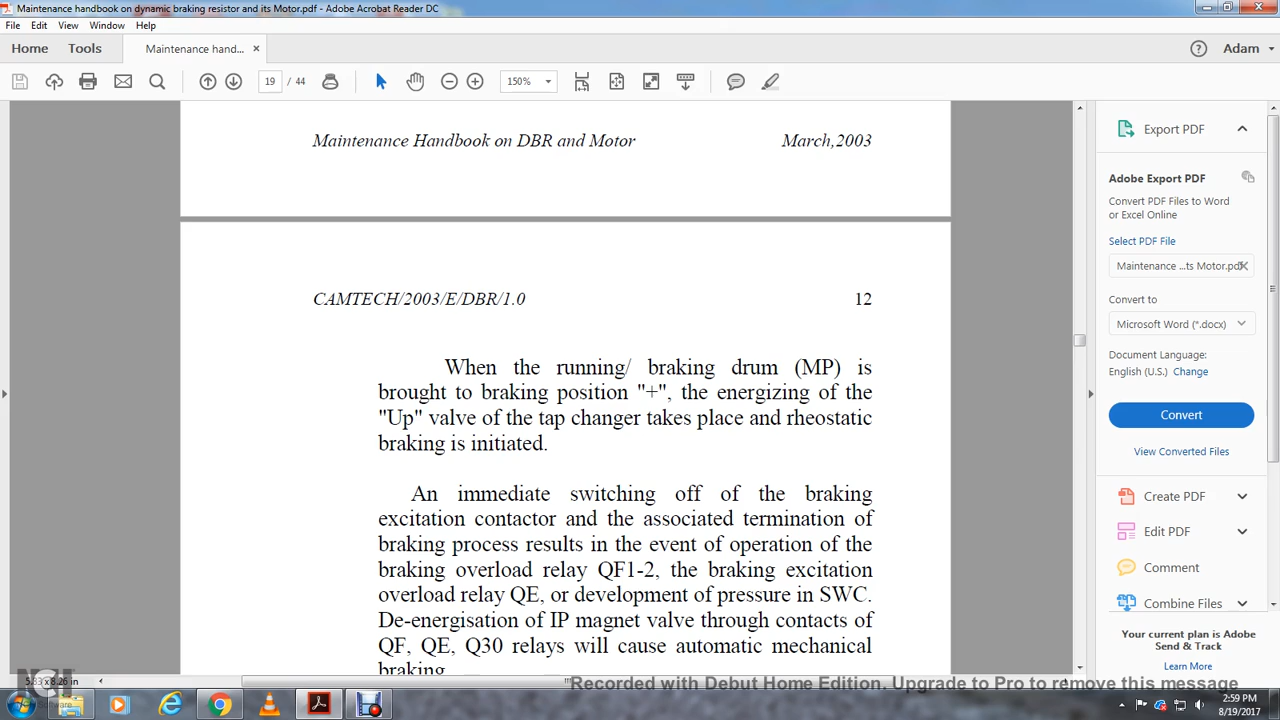 Maintenance handbook on dynamic braking resistor and its Motor.pdf - Adobe Acrobat Reader DC
File Edit View Window Help
Home Tools Maintenance hand... × Adam
19 / 44 150%
Maintenance Handbook on DBR and Motor March,2003
CAMTECH/2003/E/DBR/1.0 12
When the running/ braking drum (MP) is
brought to braking position "+", the energizing of the
"Up" valve of the tap changer takes place and rheostatic
braking is initiated.
An immediate switching off of the braking
excitation contactor and the associated termination of
braking process results in the event of operation of the
braking overload relay QF1-2, the braking excitation
overload relay QE, or development of pressure in SWC.
De-energisation of IP magnet valve through contacts of
QF, QE, Q30 relays will cause automatic mechanical
braking
Export PDF
Adobe Export PDF
Convert PDF Files to Word
or Excel Online
Select PDF File
Maintenance ...ts Motor.pdf
Convert to
Microsoft Word (*.docx)
Document Language:
English (U.S.) Change
Convert
View Converted Files
Create PDF
Edit PDF
Comment
Combine Files
Your current plan is Adobe
Send & Track
Learn More
5.83 x 8.26 in
NCH
Software
Recorded with Debut Home Edition. Upgrade to Pro to remove this message
2:59 PM
8/19/2017